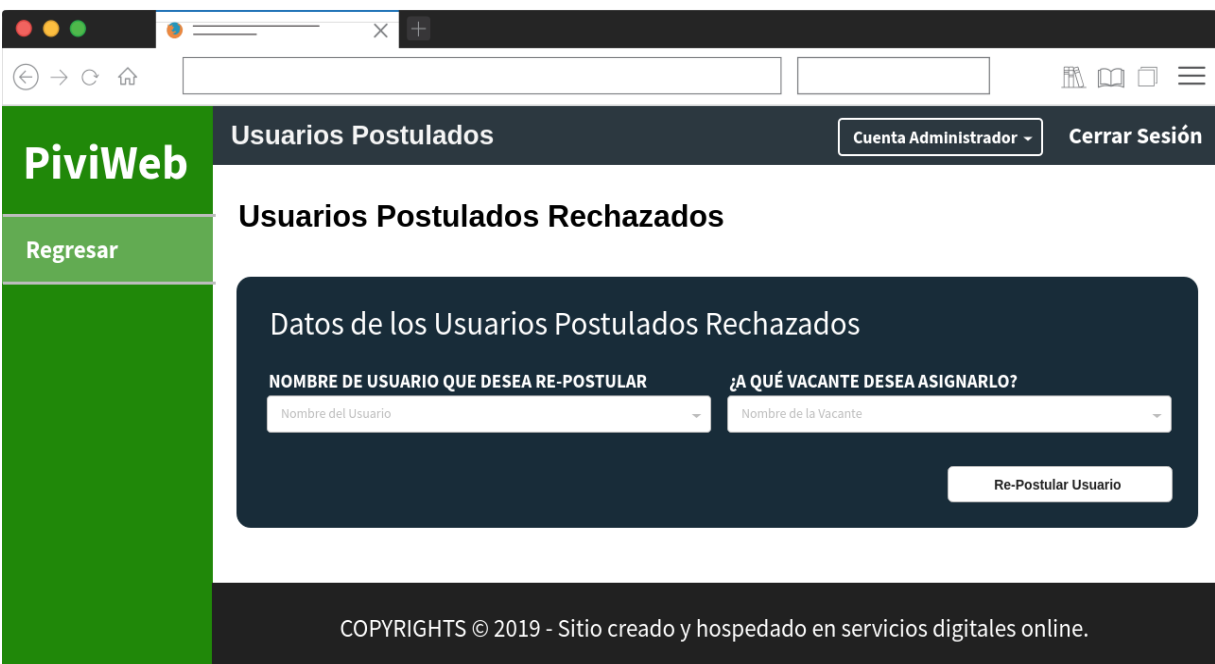 PiviWeb
Regresar
Usuarios Postulados
Cuenta Administrador
Cerrar Sesión
Usuarios Postulados Rechazados
Datos de los Usuarios Postulados Rechazados
NOMBRE DE USUARIO QUE DESEA RE-POSTULAR
Nombre del Usuario
¿A QUÉ VACANTE DESEA ASIGNARLO?
Nombre de la Vacante
Re-Postular Usuario
COPYRIGHTS © 2019 - Sitio creado y hospedado en servicios digitales online.